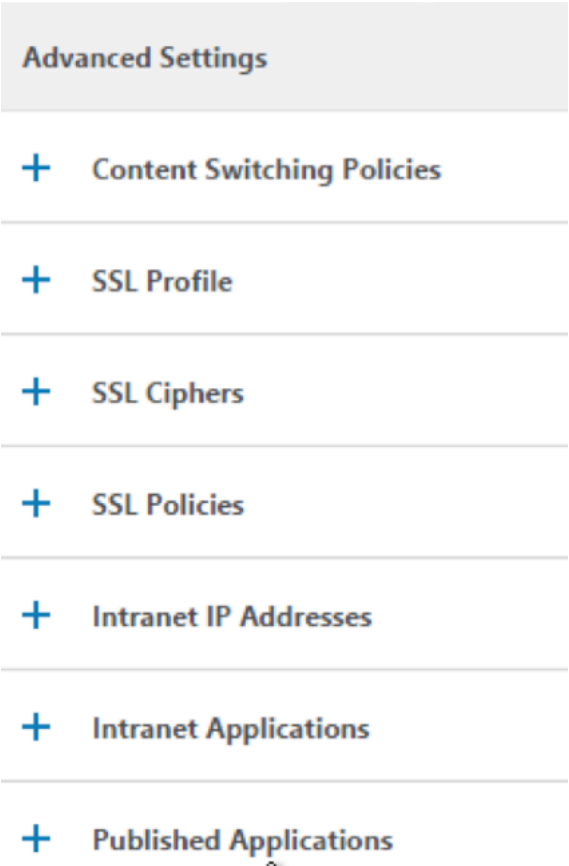 Advanced Settings
Content Switching Policies
SSL Profile
SSL Ciphers
SSL Policies
Intranet IP Addresses
Intranet Applications
Published Applications